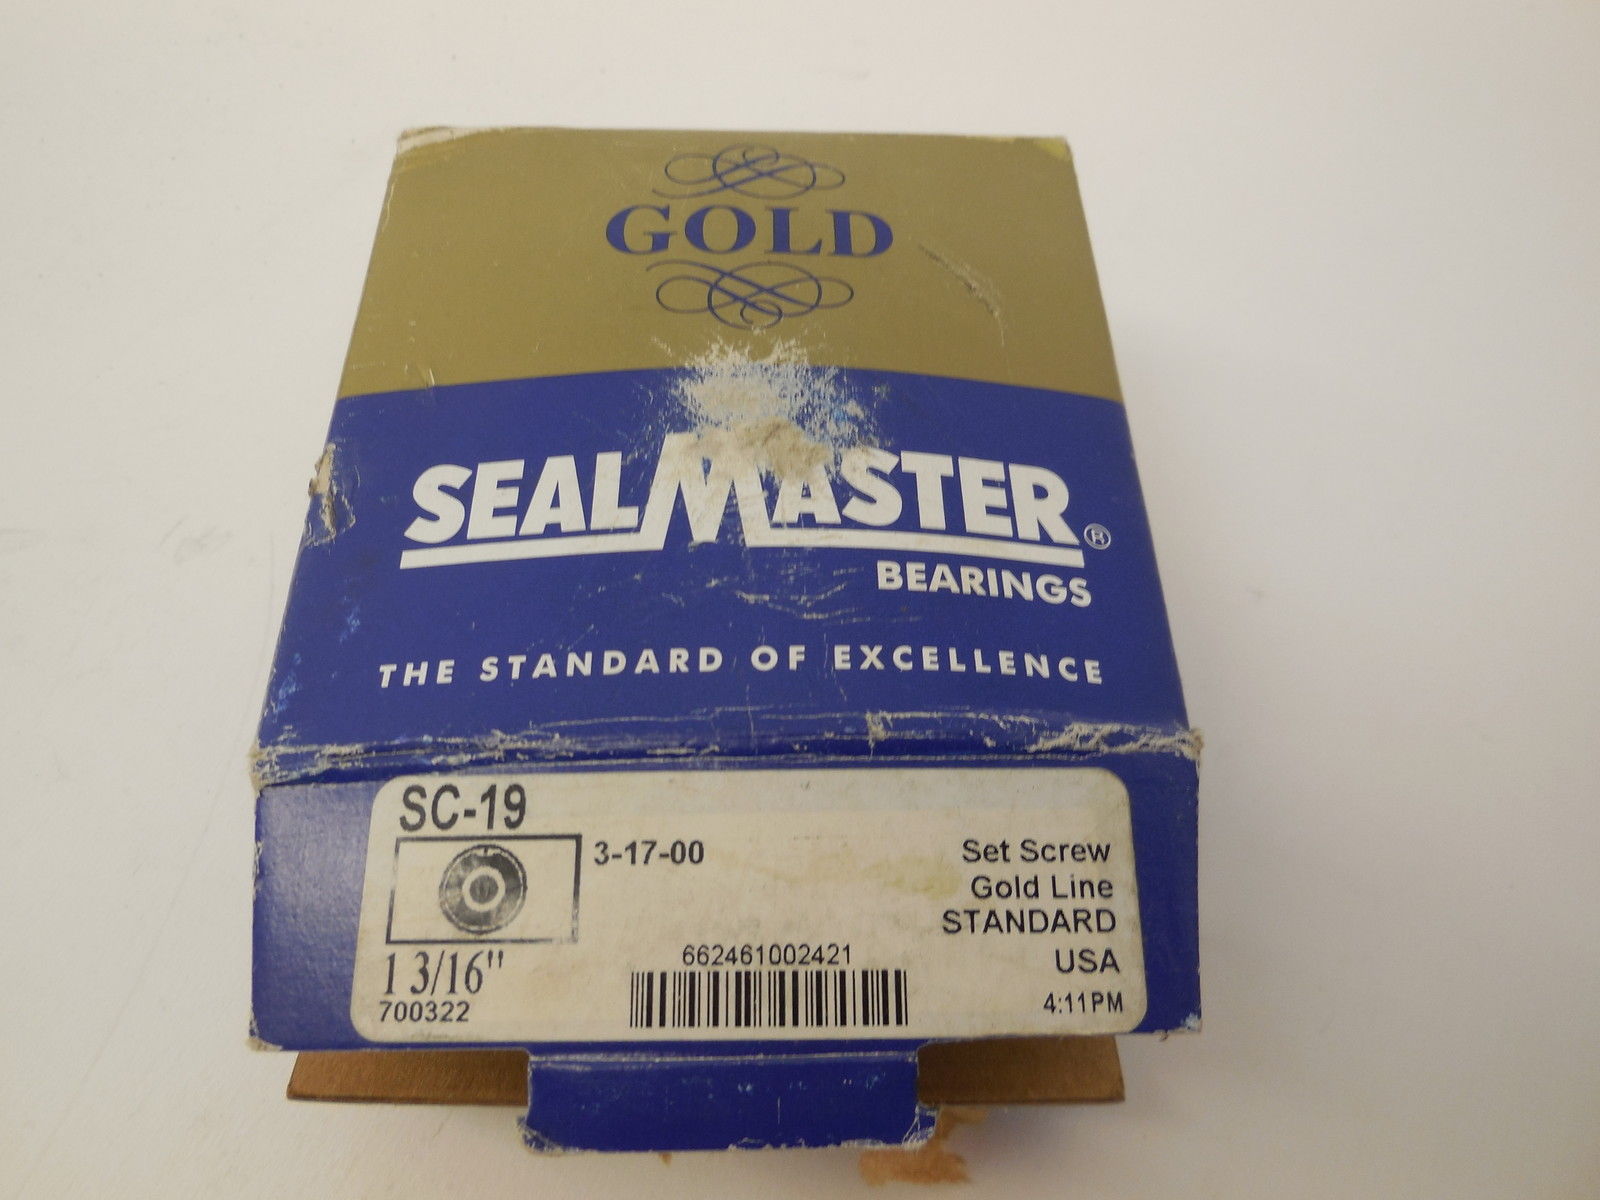 GOLD
SEALMASTER®
BEARINGS
THE STANDARD OF EXCELLENCE
SC-19
3-17-00
Set Screw
Gold Line
STANDARD
USA
4:11PM
662461002421
1 3/16"
700322